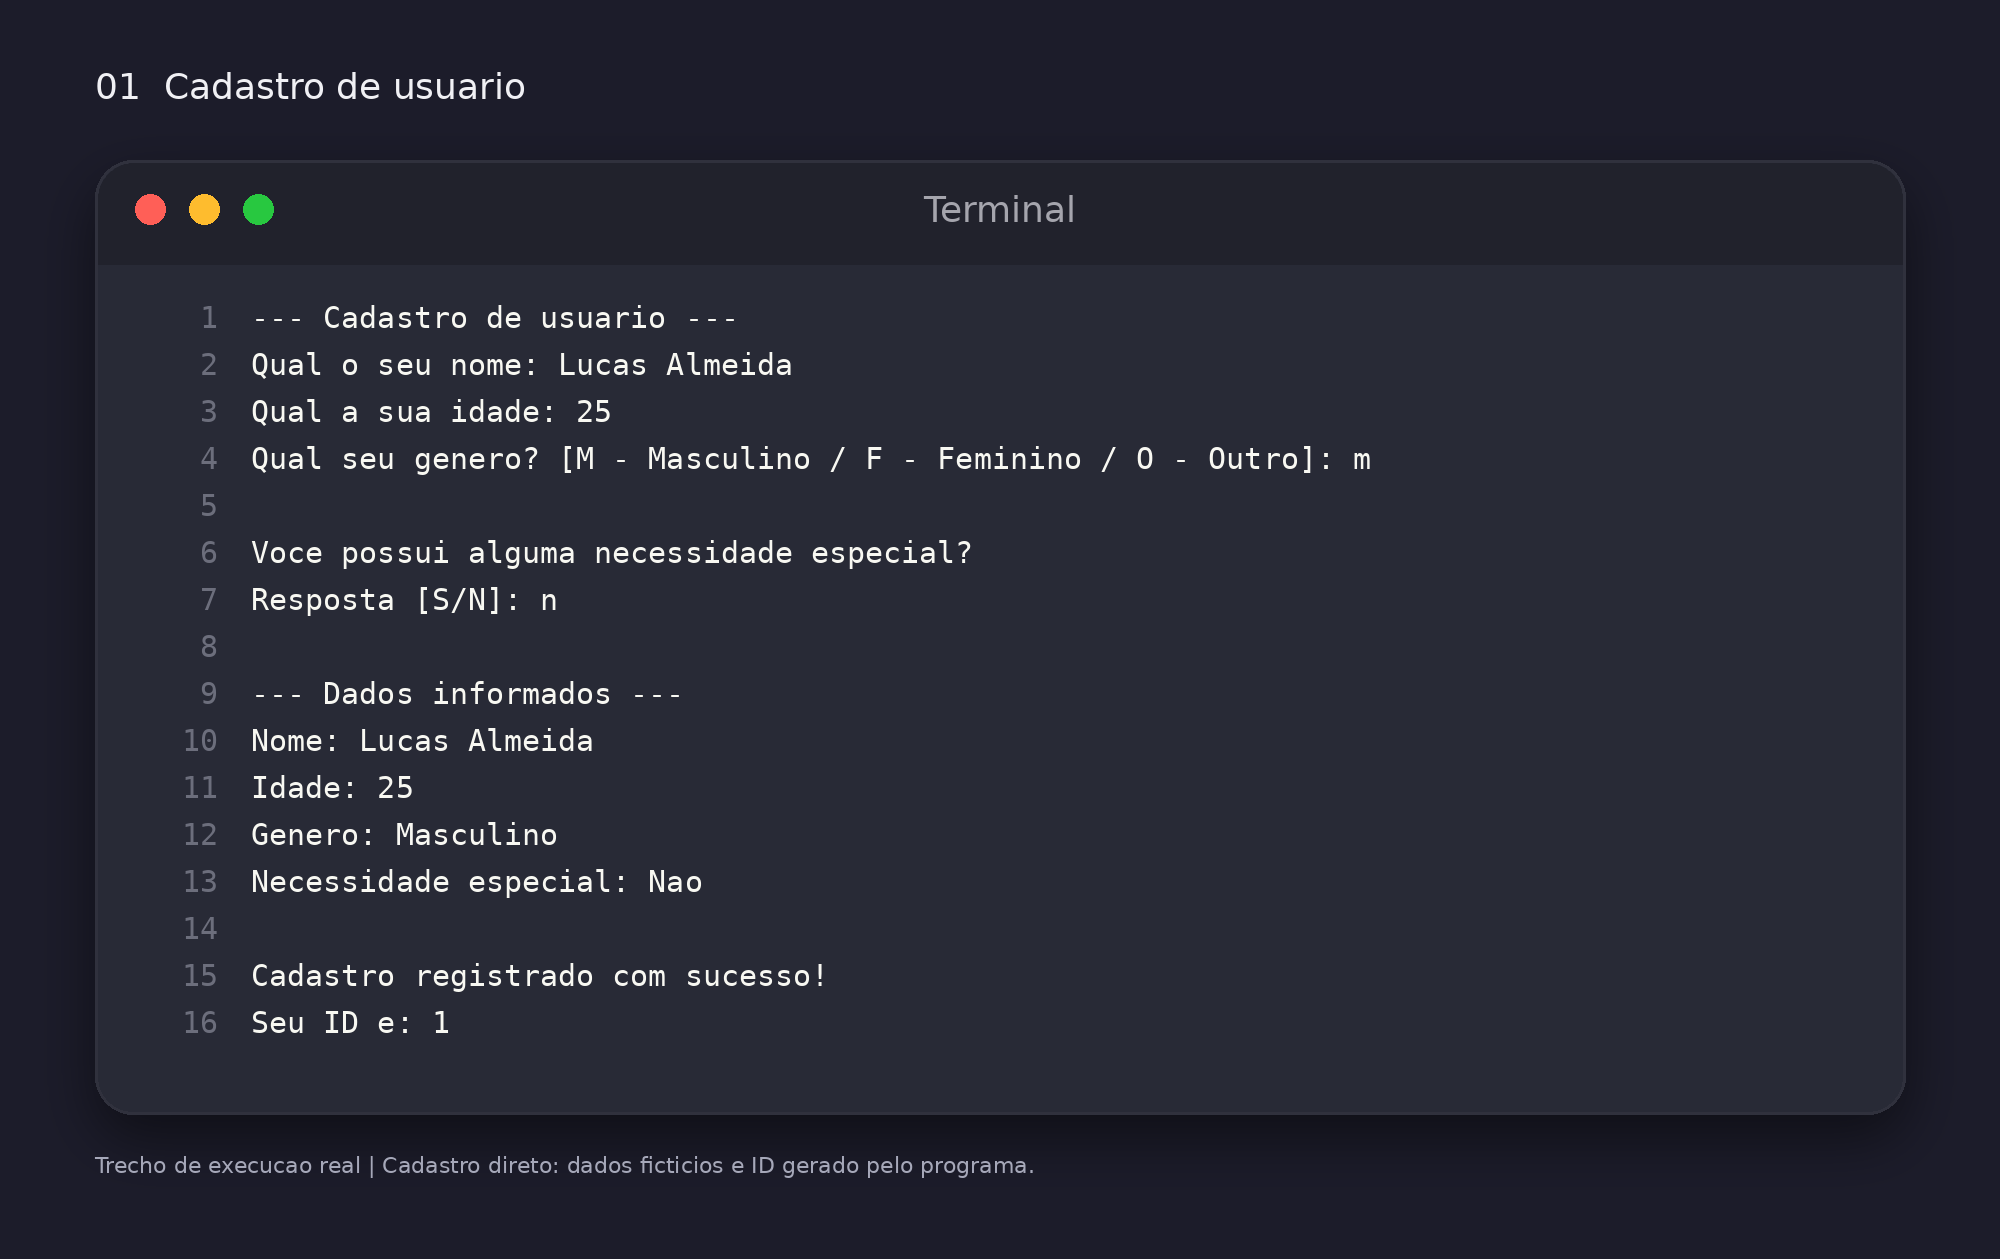 01 Cadastro de usuario
Terminal
1 --- Cadastro de usuario ---
2 Qual o seu nome: Lucas Almeida
3 Qual a sua idade: 25
4 Qual seu genero? [M - Masculino / F - Feminino / O - Outro]: m
5
6 Voce possui alguma necessidade especial?
7 Resposta [S/N]: n
8
9 --- Dados informados ---
10 Nome: Lucas Almeida
11 Idade: 25
12 Genero: Masculino
13 Necessidade especial: Nao
14
15 Cadastro registrado com sucesso!
16 Seu ID e: 1
Trecho de execucao real | Cadastro direto: dados ficticios e ID gerado pelo programa.